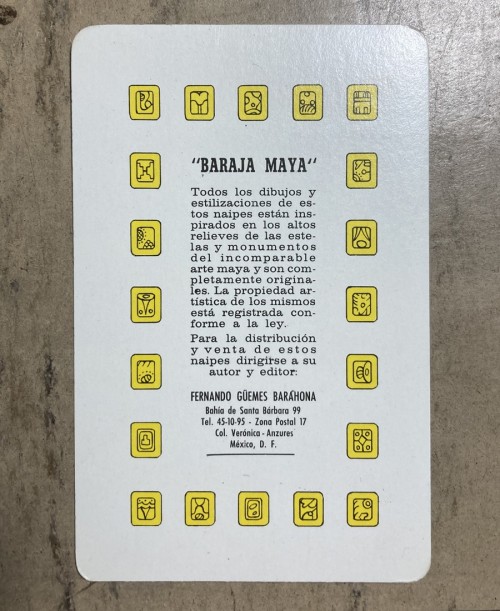 "BARAJA MAYA"
Todos los dibujos y
estilizaciones de es-
tos naipes están ins-
pirados en los altos
relieves de las este-
las y monumentos
del incomparable
arte maya y son com-
pletamente origina-
les. La propiedad ar-
tística de los mismos
está registrada con-
forme a la ley.
Para la distribución
y venta de estos
naipes dirigirse a su
autor y editor:
FERNANDO GÜEMES BARAHONA
Bahía de Santa Bárbara 99
Tel. 45-10-95 - Zona Postal 17
Col. Verónica - Anzures
México, D. F.